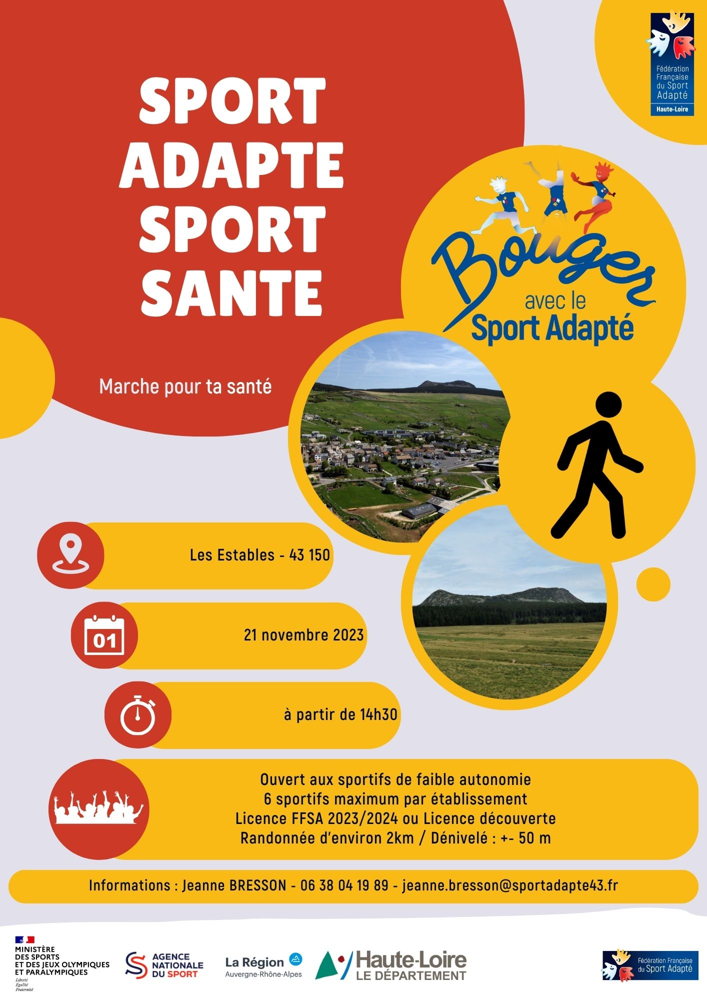 SPORT
ADAPTE
SPORT
SANTE
Marche pour ta santé
Fédération
Française
du Sport
Adapté
Haute-Loire
Bouger
avec le
Sport Adapté
Les Estables - 43 150
01
21 novembre 2023
à partir de 14h30
Ouvert aux sportifs de faible autonomie
6 sportifs maximum par établissement
Licence FFSA 2023/2024 ou Licence découverte
Randonnée d'environ 2km / Dénivelé : +- 50 m
Informations : Jeanne BRESSON - 06 38 04 19 89 - jeanne.bresson@sportadapte43.fr
MINISTÈRE
DES SPORTS
ET DES JEUX OLYMPIQUES
ET PARALYMPIQUES
Liberté
Égalité
Fraternité
AGENCE
NATIONALE
DU SPORT
La Région
Auvergne-Rhône-Alpes
Haute-Loire
LE DÉPARTEMENT
Fédération Française
du Sport Adapté